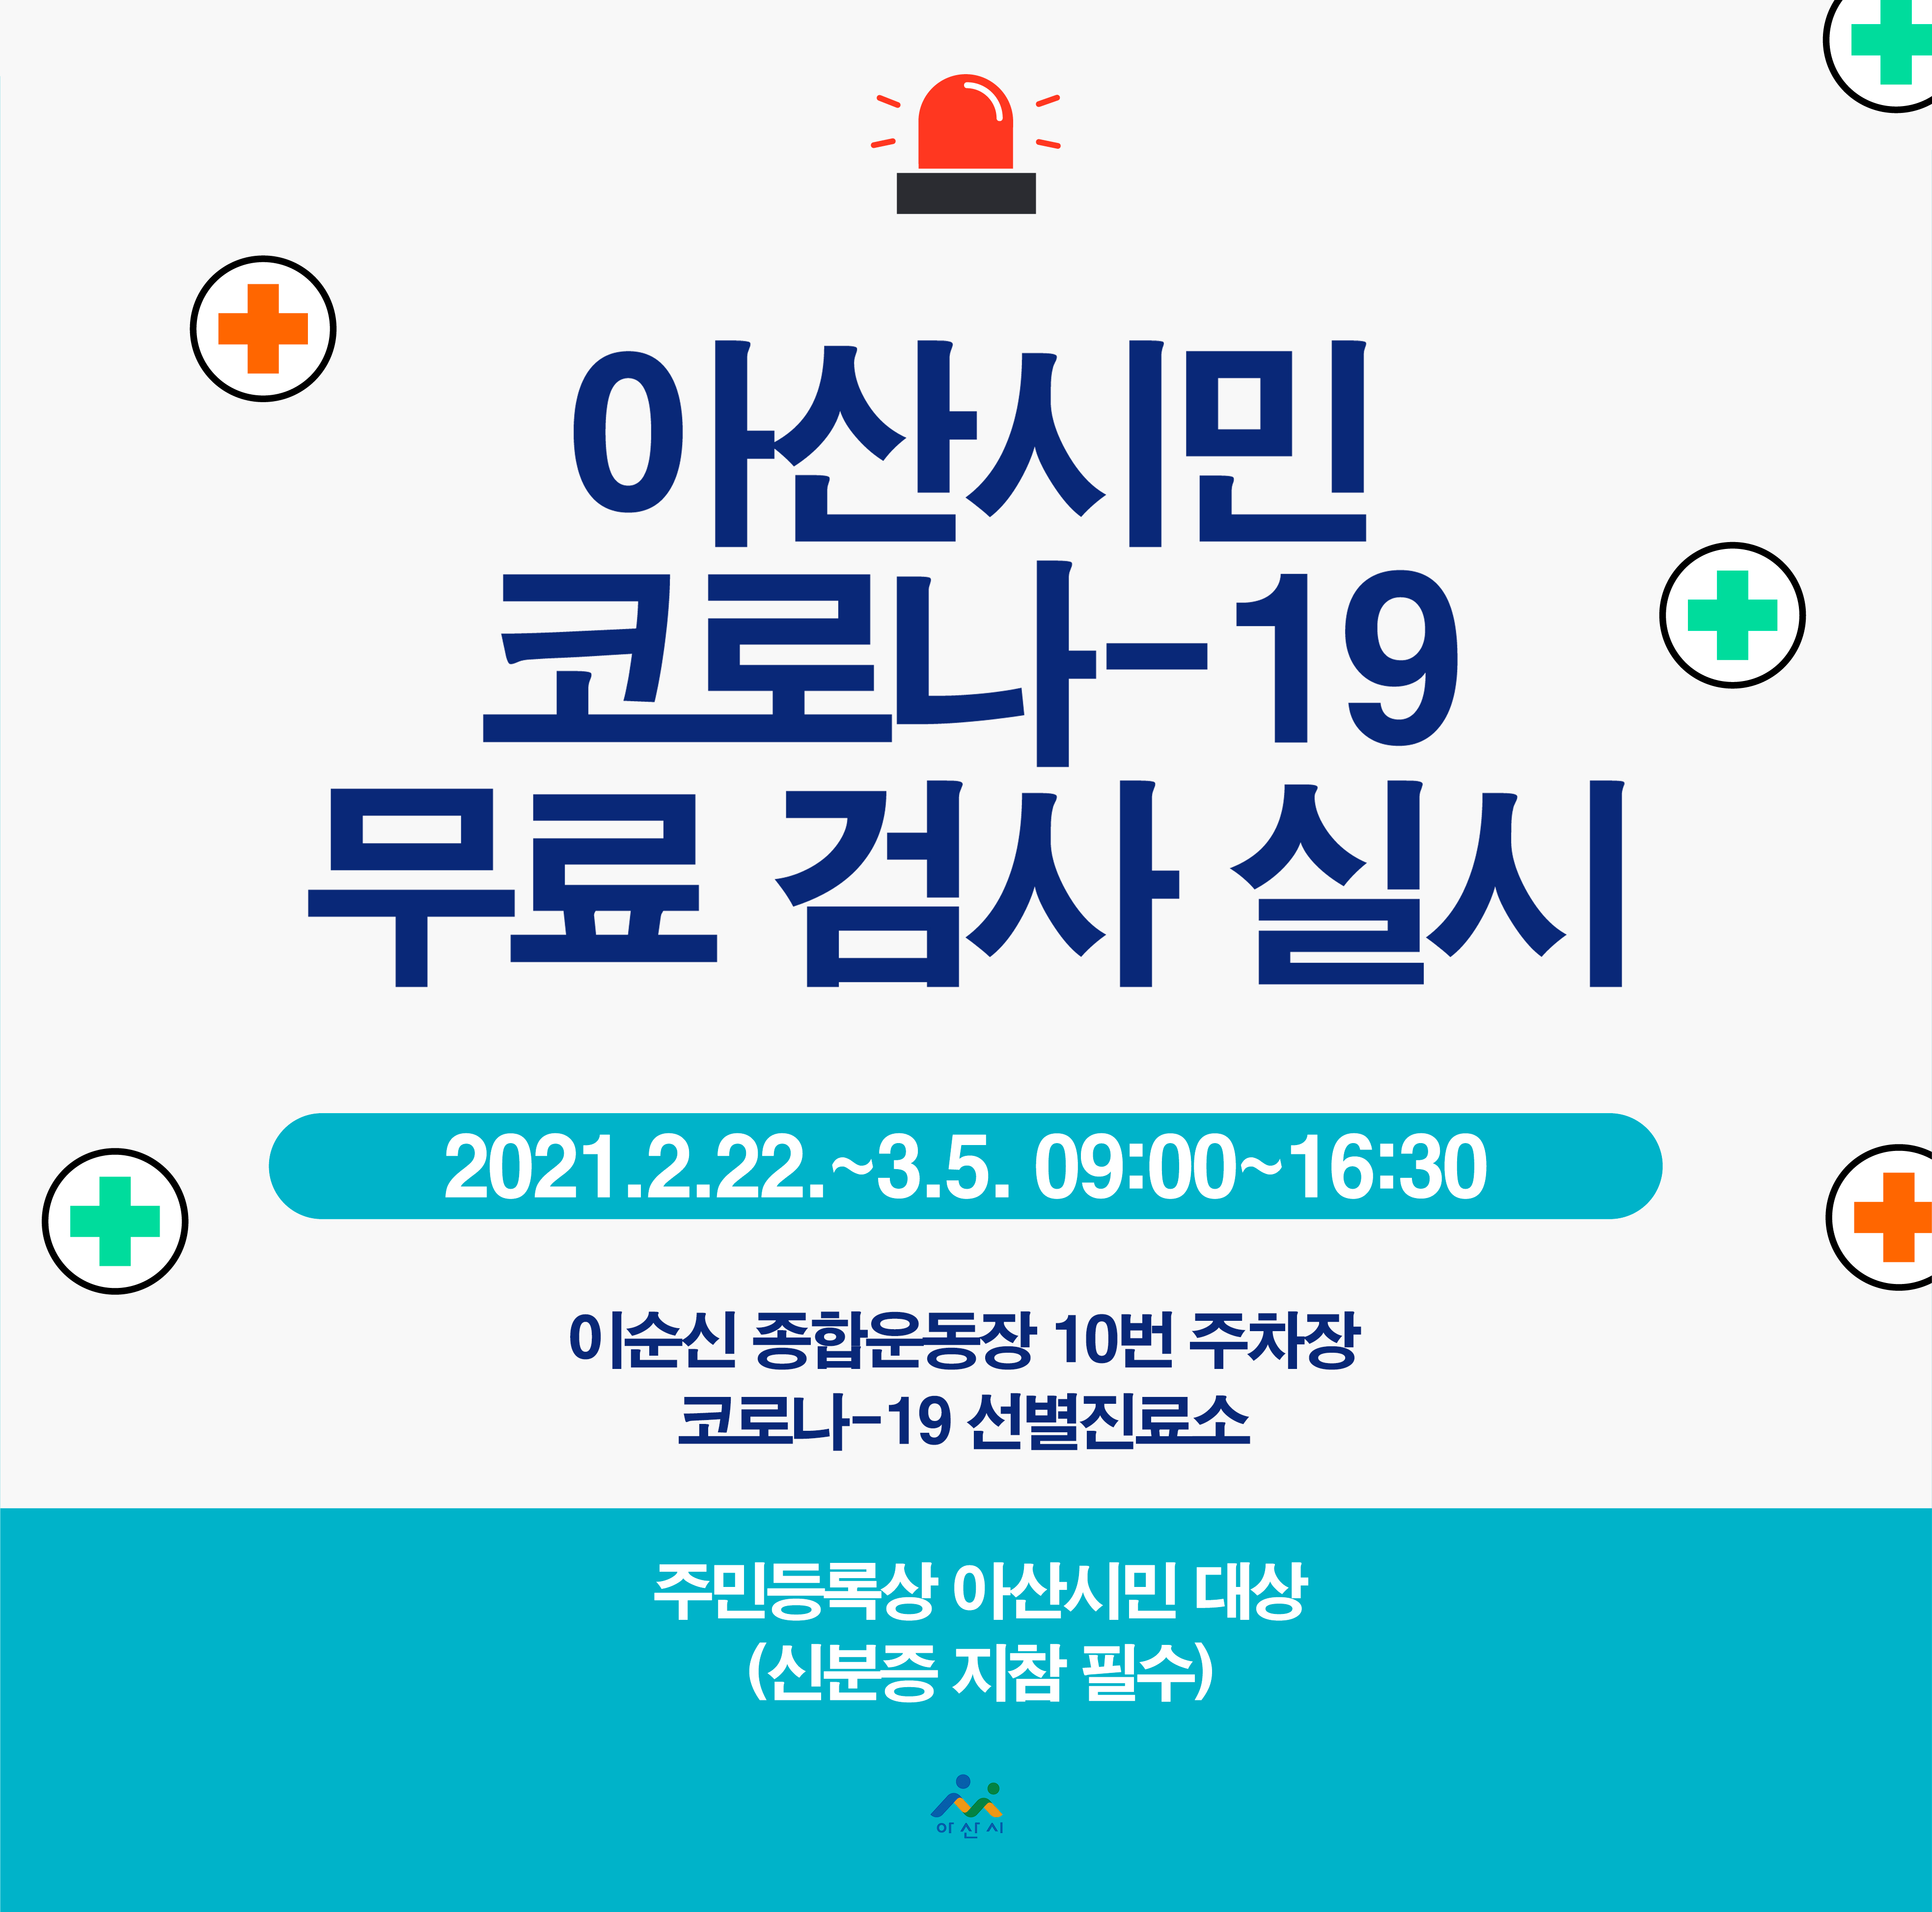 아산시민
코로나-19
무료 검사 실시
2021.2.22.~3.5. 09:00~16:30
이순신 종합운동장 10번 주차장
코로나-19 선별진료소
주민등록상 아산시민 대상
(신분증 지참 필수)
아산시